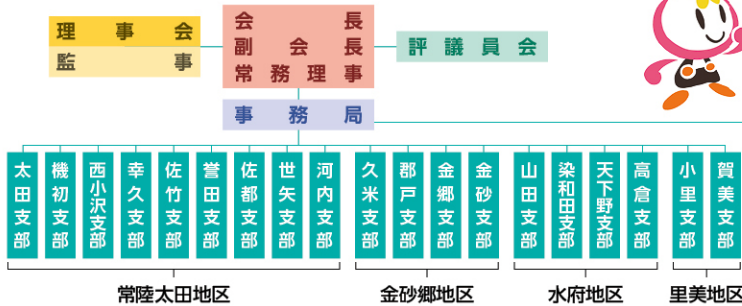 理事会
監事
会長
副会長
常務理事
評議員会
事務局
太田支部
機初支部
西小沢支部
幸久支部
佐竹支部
誉田支部
佐都支部
世矢支部
河内支部
久米支部
郡戸支部
金郷支部
金砂支部
山田支部
染和田支部
天下野支部
高倉支部
小里支部
賀美支部
常陸太田地区
金砂郷地区
水府地区
里美地区